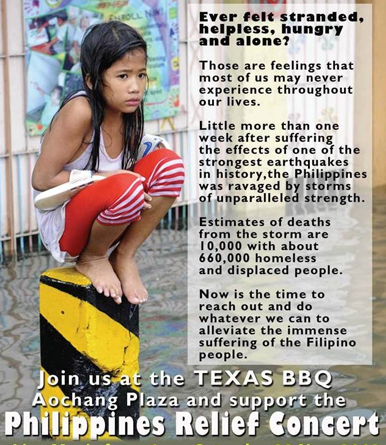 ENROLL N
Ever felt stranded,
helpless, hungry
and alone?
Those are feelings that
most of us may never
experience throughout
our lives.
Little more than one
week after suffering
the effects of one of the
strongest earthquakes
in history,the Philippines
was ravaged by storms
of unparalleled strength.
Estimates of deaths
from the storm are
10,000 with about
660,000 homeless
and displaced people.
Now is the time to
reach out and do
whatever we can to
alleviate the immense
suffering of the Filipino
people.
Join us at the TEXAS BBQ
Aochang Plaza and support the
Philippines Relief Concert